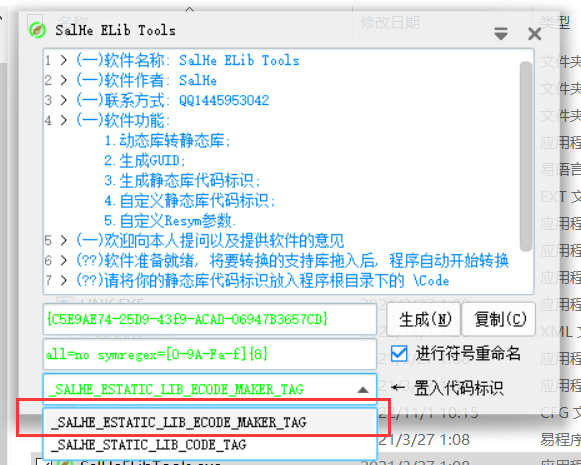 名称
修改日期
类型
SalHe ELib Tools
1 > (一)软件名称: SalHe ELib Tools
2 > (一)软件作者: SalHe
3 > (一)联系方式: QQ1445953042
4 > (一)软件功能:
1.动态库转静态库;
2.生成GUID;
3.生成静态库代码标识;
4.自定义静态库代码标识;
5.自定义Resym参数.
5 > (一)欢迎向本人提问以及提供软件的意见
6 > (??)软件准备就绪, 将要转换的支持库拖入后, 程序自动开始转换
7 > (??)请将你的静态库代码标识放入程序根目录下的 \Code
文件夹
文件夹
文件夹
应用程
易语言
EXT 文
应用程
应用程
应用程
{C5E9AE74-25D9-43f9-ACAD-06947B3657CD}
生成(N)
复制(C)
XML 文
all=no symregex=[0-9A-Fa-f]{8}
进行符号重命名
应用程
_SALHE_ESTATIC_LIB_ECODE_MAKER_TAG
← 置入代码标识
_SALHE_ESTATIC_LIB_ECODE_MAKER_TAG
22/11/1 10:15
CFG 文
_SALHE_STATIC_LIB_CODE_TAG
21/3/27 1:08
易程序
SalHeELibTools.exe
2021/3/27 1:08
应用程